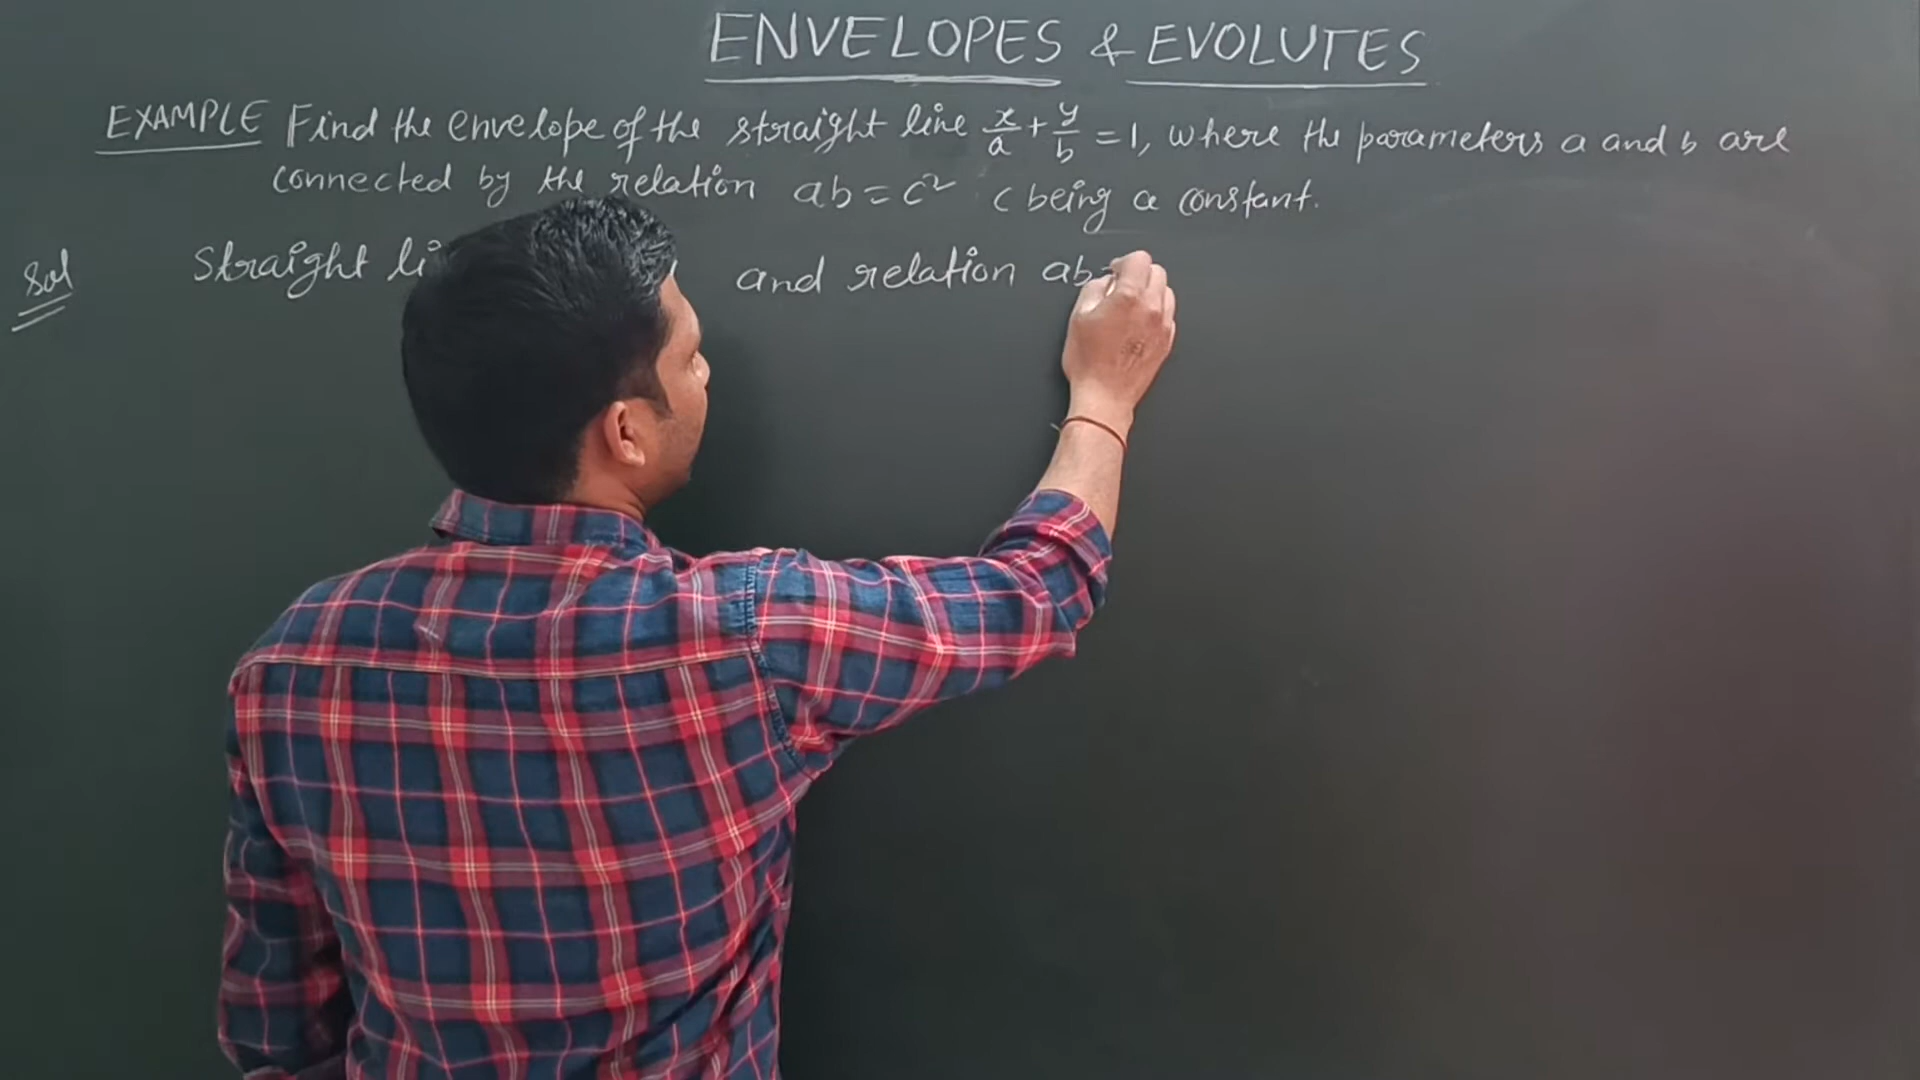 ENVELOPES & EVOLUTES
EXAMPLE Find the envelope of the straight line x/a + y/b = 1, where the parameters a and b are
connected by the relation ab = c² c being a constant.
Sol straight and relation ab=